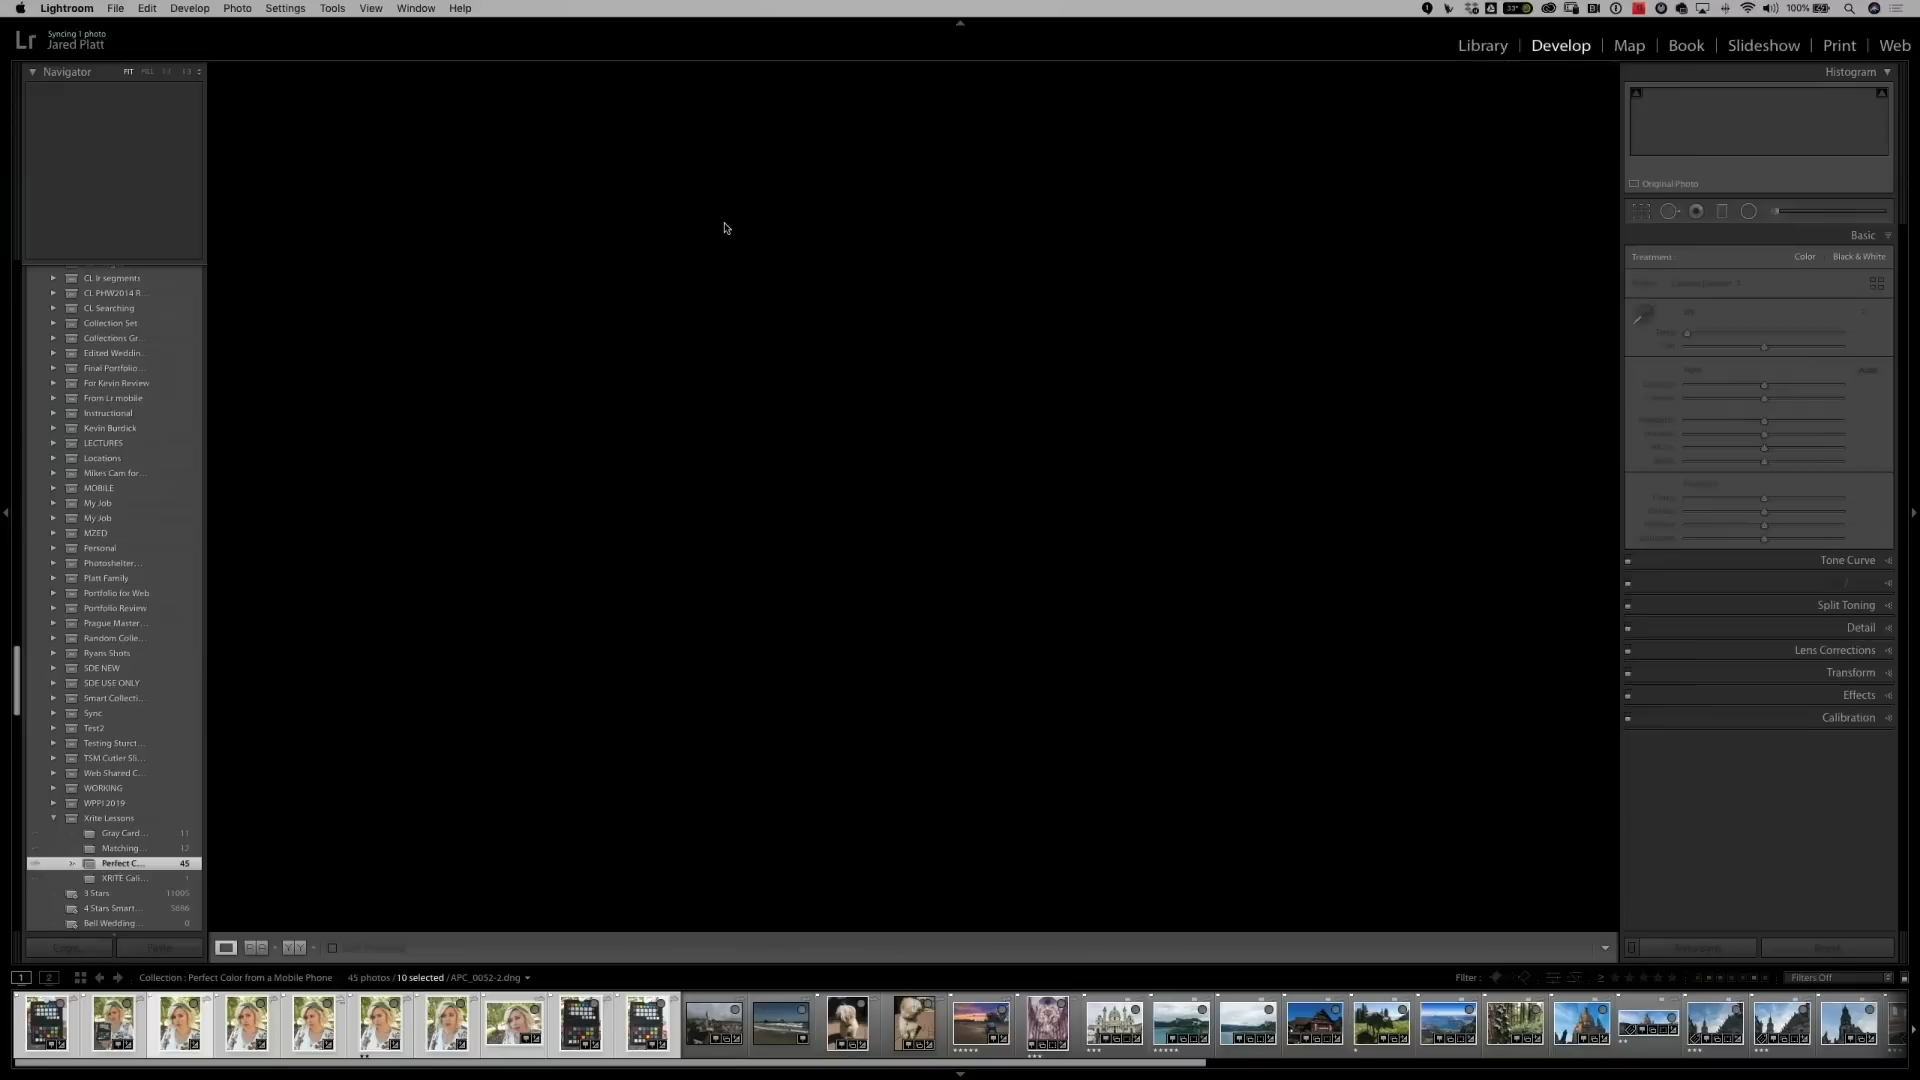 Lightroom File Edit Develop Photo Settings Tools View Window Help
33°
100%
Lr
Syncing 1 photo
Jared Platt
Library | Develop | Map | Book | Slideshow | Print | Web
Navigator FIT FILL 1:1 1:3
Histogram
Original Photo
Basic
Treatment : Color Black & White
Auto
CL lr segments
CL PHW2014 R...
CL Searching
Collection Set
Collections Gr...
Edited Weddin...
Final Portfolio...
For Kevin Review
From Lr mobile
Instructional
Kevin Burdick
LECTURES
Locations
Mikes Cam for...
MOBILE
My Job
My Job
MZED
Personal
Photoshelter...
Platt Family
Portfolio for Web
Portfolio Review
Prague Master...
Random Colle...
Ryans Shots
SDE NEW
SDE USE ONLY
Smart Collecti...
Sync
Test2
Testing Sturct...
TSM Cutler Sli...
Web Shared C...
WORKING
WPPI 2019
Xrite Lessons
Gray Card... 11
Matching... 12
Perfect C... 45
XRITE Cali... 1
3 Stars 11005
4 Stars Smart... 5686
Bell Wedding... 0
Tone Curve
Split Toning
Detail
Lens Corrections
Transform
Effects
Calibration
1 2 Collection : Perfect Color from a Mobile Phone 45 photos / 10 selected / APC_0052-2.dng
Filter : Filters Off